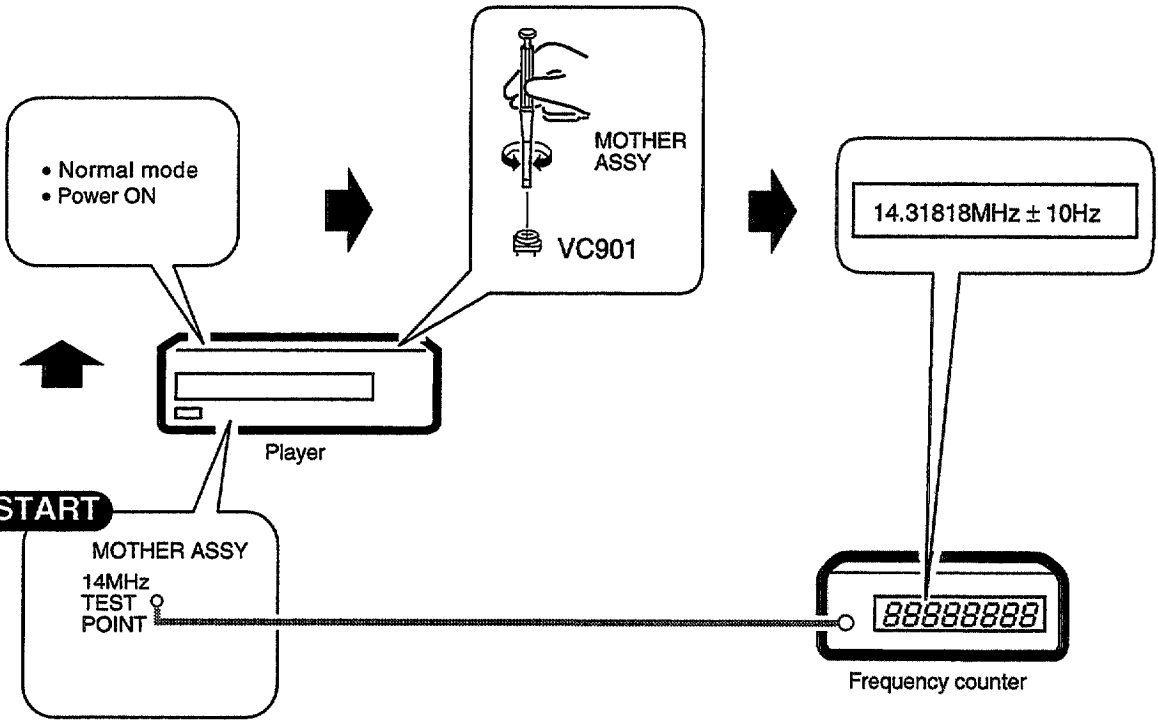 • Normal mode
• Power ON
MOTHER
ASSY
VC901
14.31818MHz ± 10Hz
Player
START
MOTHER ASSY
14MHz
TEST
POINT
88888888
Frequency counter